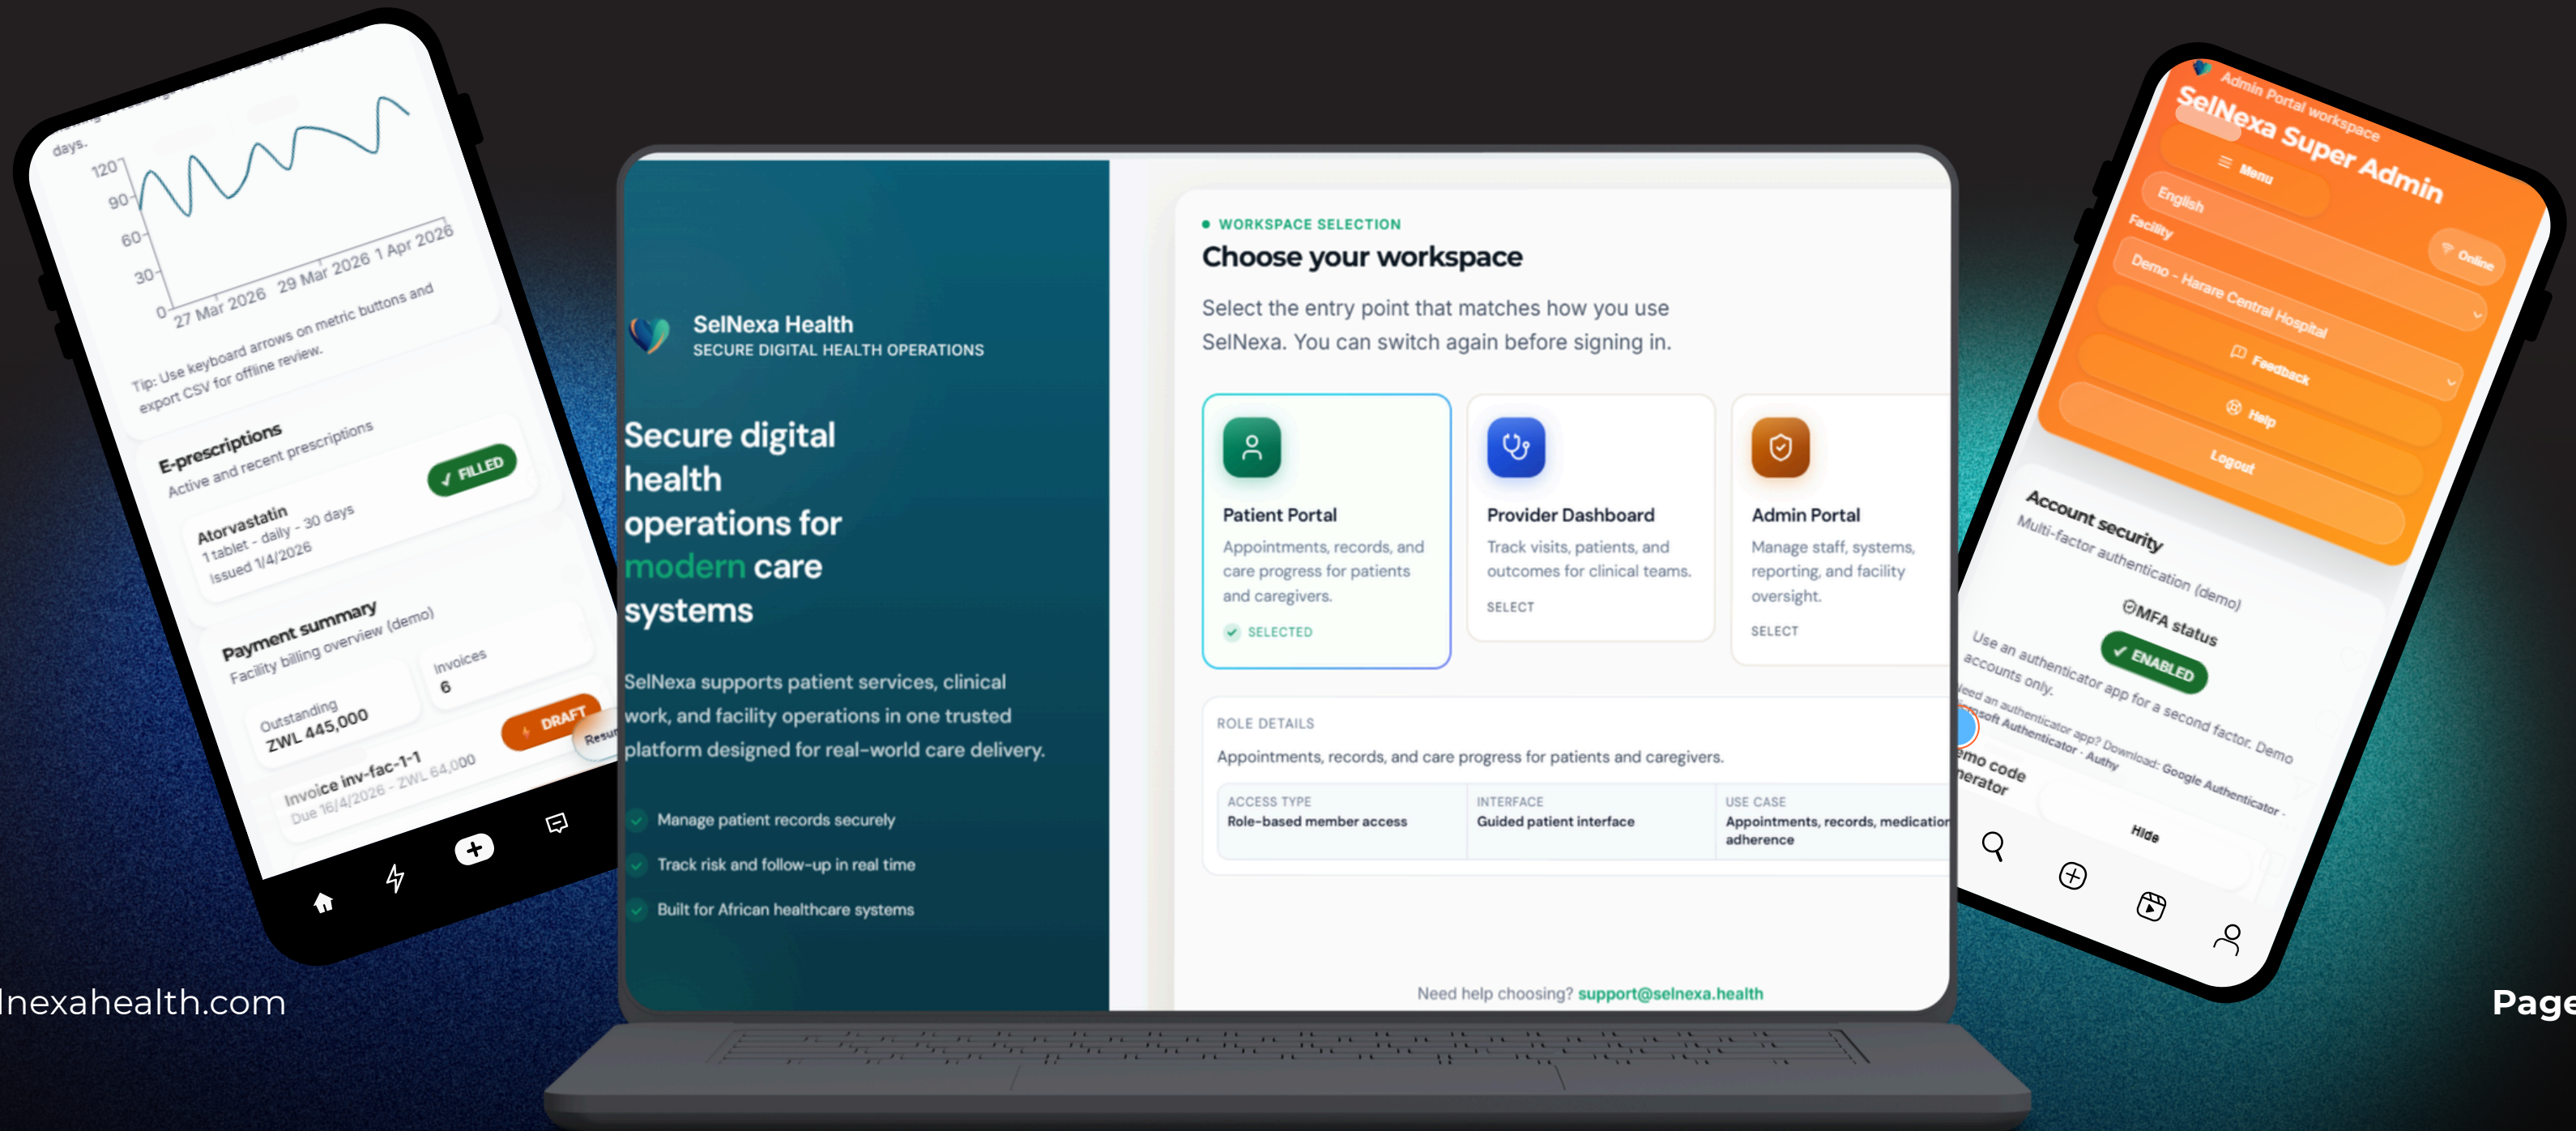 days.
120
90
60
30
0
27 Mar 2026 29 Mar 2026 1 Apr 2026
Tip: Use keyboard arrows on metric buttons and
export CSV for offline review.
E-prescriptions
Active and recent prescriptions
Atorvastatin
1 tablet - daily - 30 days
Issued 1/4/2026
✓ FILLED
Payment summary
Facility billing overview (demo)
Outstanding
ZWL 445,000
Invoices
6
Invoice inv-fac-1-1
Due 16/4/2026 - ZWL 64,000
DRAFT
lnexahealth.com
SelNexa Health
SECURE DIGITAL HEALTH OPERATIONS
Secure digital
health
operations for
modern care
systems
SelNexa supports patient services, clinical
work, and facility operations in one trusted
platform designed for real-world care delivery.
Manage patient records securely
Track risk and follow-up in real time
Built for African healthcare systems
WORKSPACE SELECTION
Choose your workspace
Select the entry point that matches how you use
SelNexa. You can switch again before signing in.
Patient Portal
Appointments, records, and
care progress for patients
and caregivers.
SELECTED
Provider Dashboard
Track visits, patients, and
outcomes for clinical teams.
SELECT
Admin Portal
Manage staff, systems,
reporting, and facility
oversight.
SELECT
ROLE DETAILS
Appointments, records, and care progress for patients and caregivers.
ACCESS TYPE
Role-based member access
INTERFACE
Guided patient interface
USE CASE
Appointments, records, medication
adherence
Need help choosing? support@selnexa.health
Admin Portal workspace
SelNexa Super Admin
Menu
English
Online
Facility
Demo - Harare Central Hospital
Feedback
Help
Logout
Account security
Multi-factor authentication (demo)
MFA status
✓ ENABLED
Use an authenticator app for a second factor. Demo
accounts only.
an authenticator app? Download: Google Authenticator -
Authenticator - Authy
code
Hide
Page